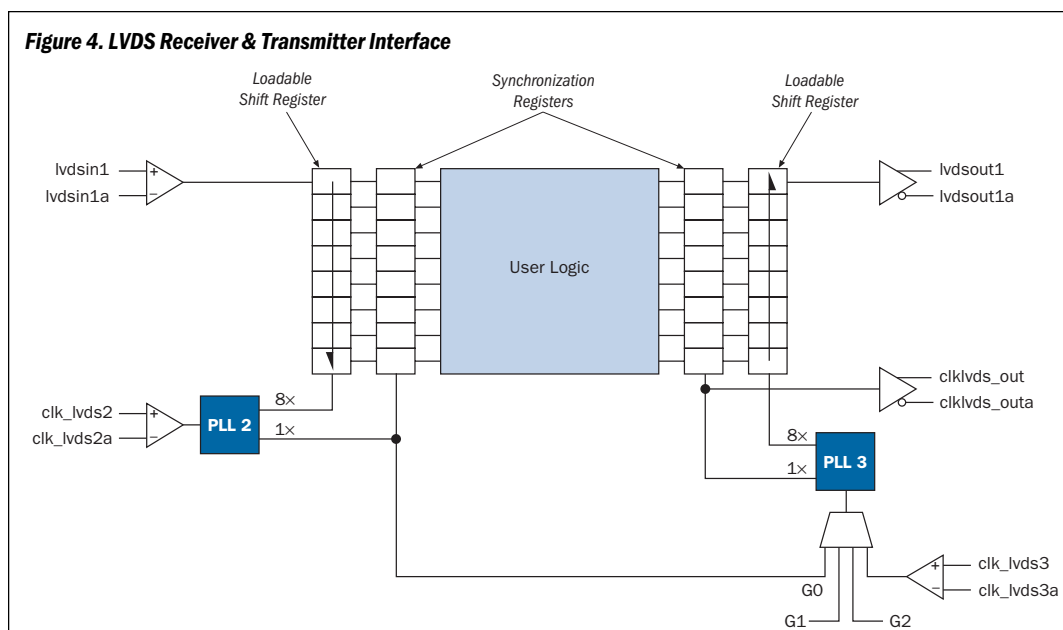 Figure 4. LVDS Receiver & Transmitter Interface
Loadable
Shift Register
Synchronization
Registers
Loadable
Shift Register
lvdsin1
lvdsin1a
+
−
User Logic
lvdsout1
lvdsout1a
clk_lvds2
clk_lvds2a
+
−
PLL 2
8×
1×
clklvds_out
clklvds_outa
8×
1×
PLL 3
G0
G1
G2
+
−
clk_lvds3
clk_lvds3a